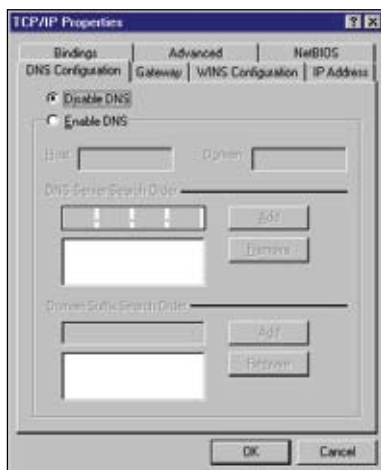 TCP/IP Properties
Bindings Advanced NetBIOS
DNS Configuration Gateway WINS Configuration IP Address
Disable DNS
Enable DNS
Host Domain
DNS Server Search Order
Add
Remove
Domain Suffix Search Order
Add
Remove
OK Cancel